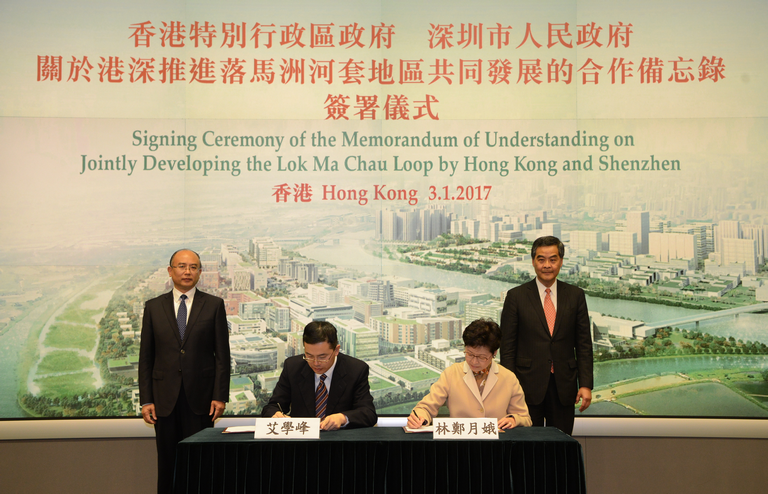 香港特別行政區政府　深圳市人民政府
關於港深推進落馬洲河套地區共同發展的合作備忘錄
簽署儀式
Signing Ceremony of the Memorandum of Understanding on
Jointly Developing the Lok Ma Chau Loop by Hong Kong and Shenzhen
香港 Hong Kong 3.1.2017
艾學峰
林鄭月娥